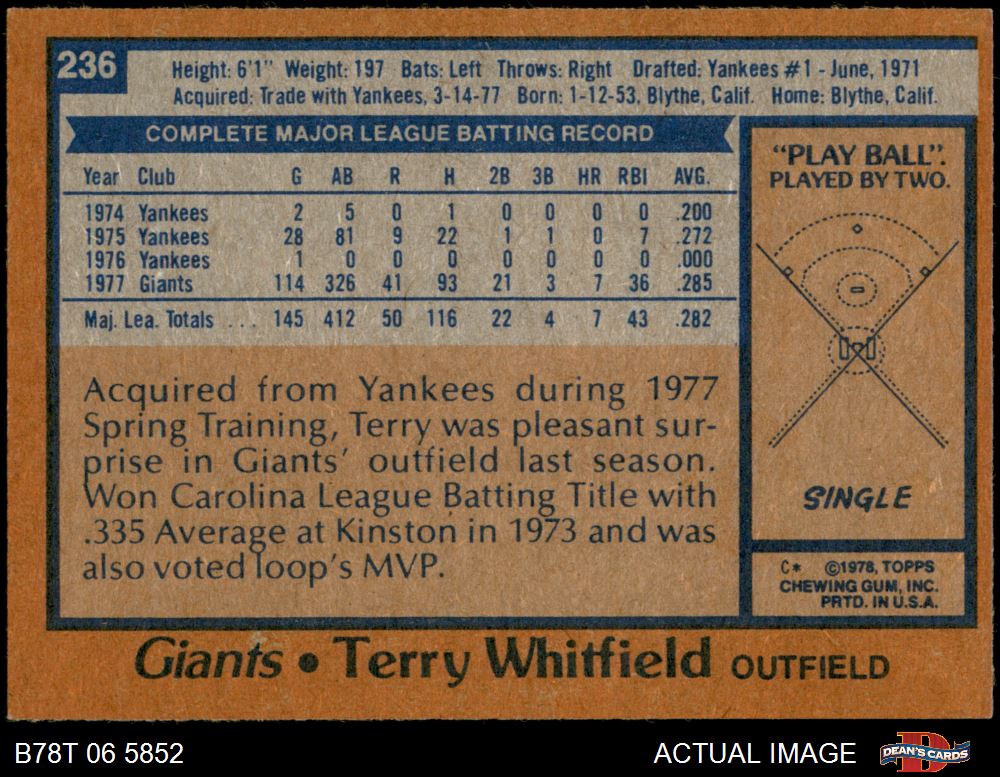 236
Height: 6'1" Weight: 197 Bats: Left Throws: Right Drafted: Yankees #1 - June, 1971
Acquired: Trade with Yankees, 3-14-77 Born: 1-12-53, Blythe, Calif. Home: Blythe, Calif.
COMPLETE MAJOR LEAGUE BATTING RECORD
Year Club G AB R H 2B 3B HR RBI AVG.
1974 Yankees 2 5 0 1 0 0 0 0 .200
1975 Yankees 28 81 9 22 1 1 0 7 .272
1976 Yankees 1 0 0 0 0 0 0 0 .000
1977 Giants 114 326 41 93 21 3 7 36 .285
Maj. Lea. Totals ... 145 412 50 116 22 4 7 43 .282
Acquired from Yankees during 1977
Spring Training, Terry was pleasant sur-
prise in Giants' outfield last season.
Won Carolina League Batting Title with
.335 Average at Kinston in 1973 and was
also voted loop's MVP.
"PLAY BALL".
PLAYED BY TWO.
SINGLE
C* ©1978, TOPPS
CHEWING GUM, INC.
PRTD. IN U.S.A.
Giants • Terry Whitfield OUTFIELD
B78T 06 5852
ACTUAL IMAGE
DEAN'S CARDS